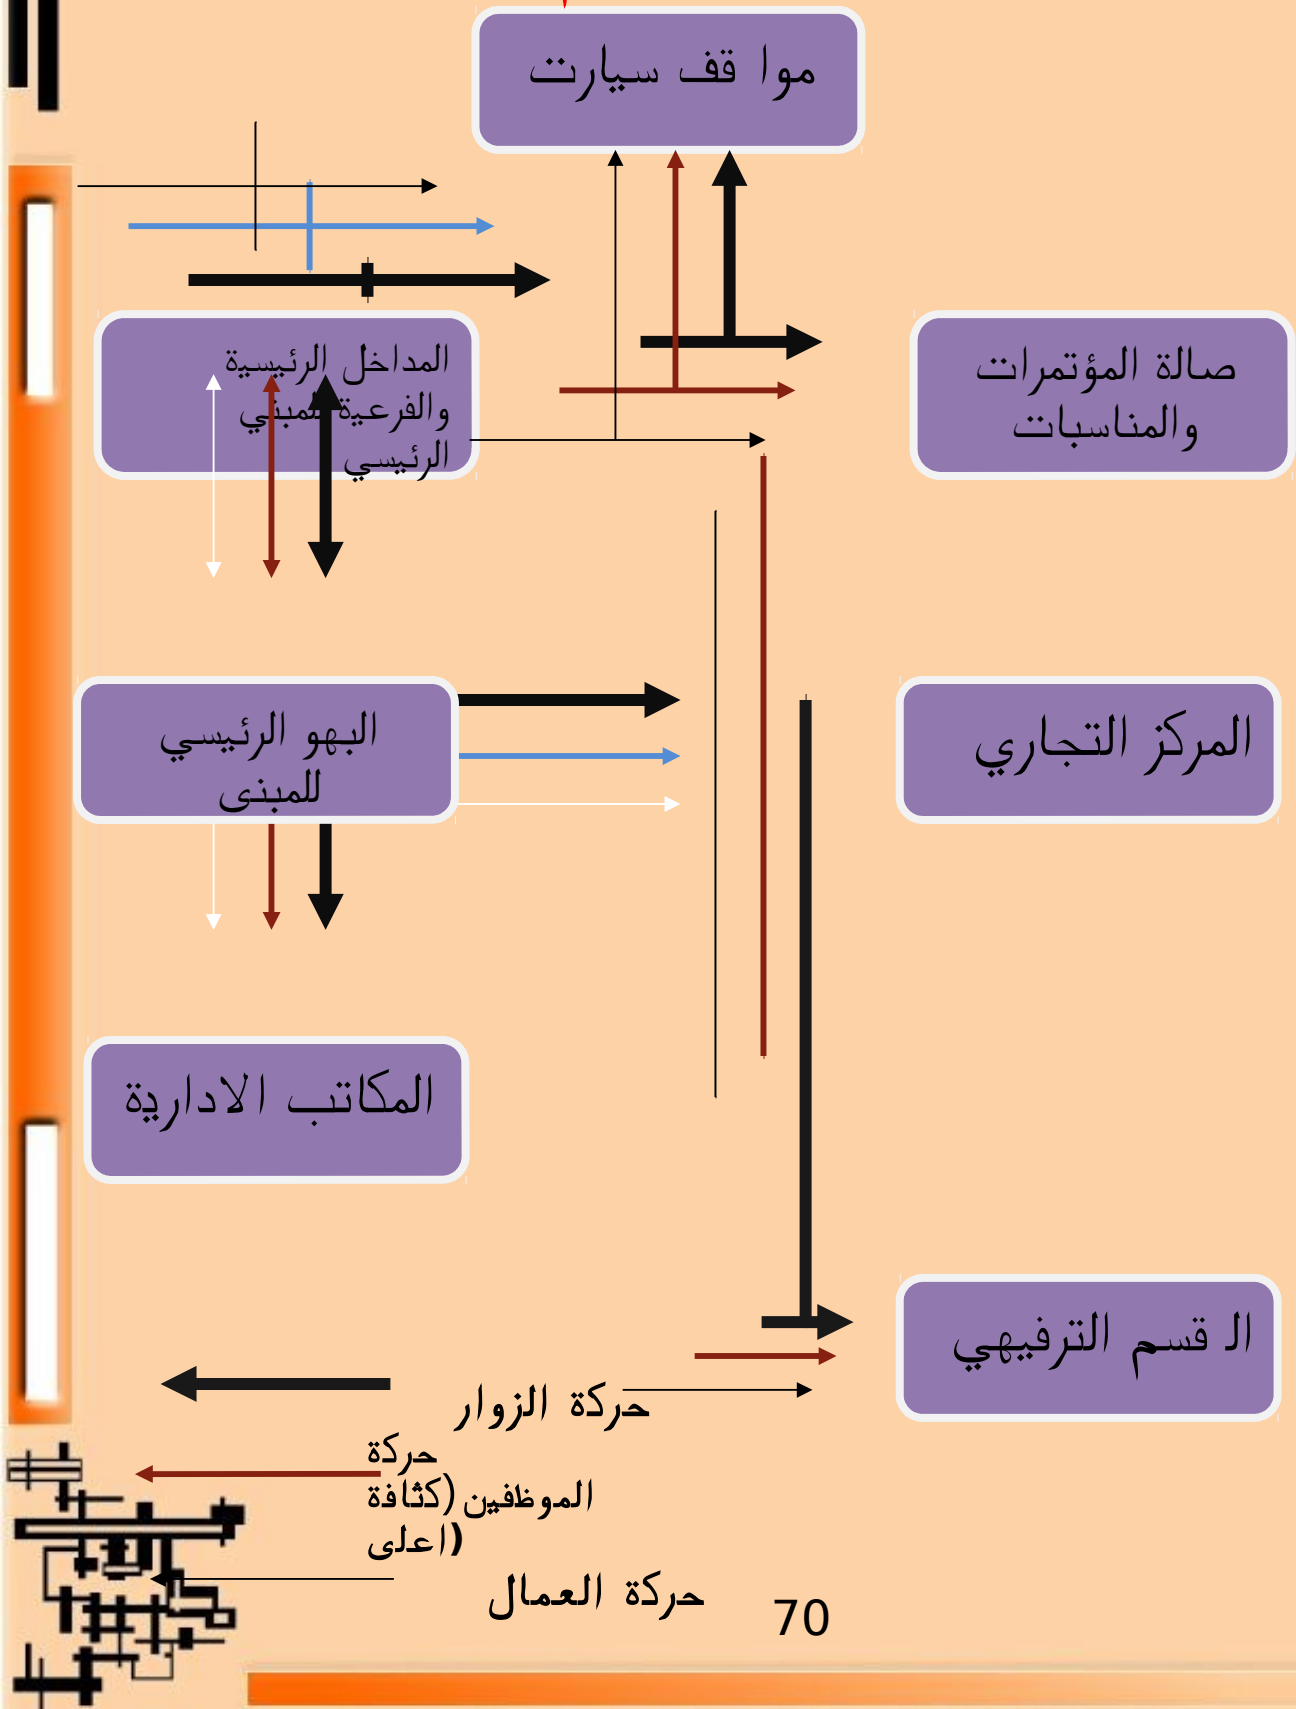 موا قف سيارت
المداخل الرئيسية
والفرعية للمبني
الرئيسي
صالة المؤتمرات
والمناسبات
البهو الرئيسي
للمبنى
المركز التجاري
المكاتب الادارية
الـ قسم الترفيهي
حركة الزوار
حركة
الموظفين (كثافة
اعلى)
حركة العمال
70